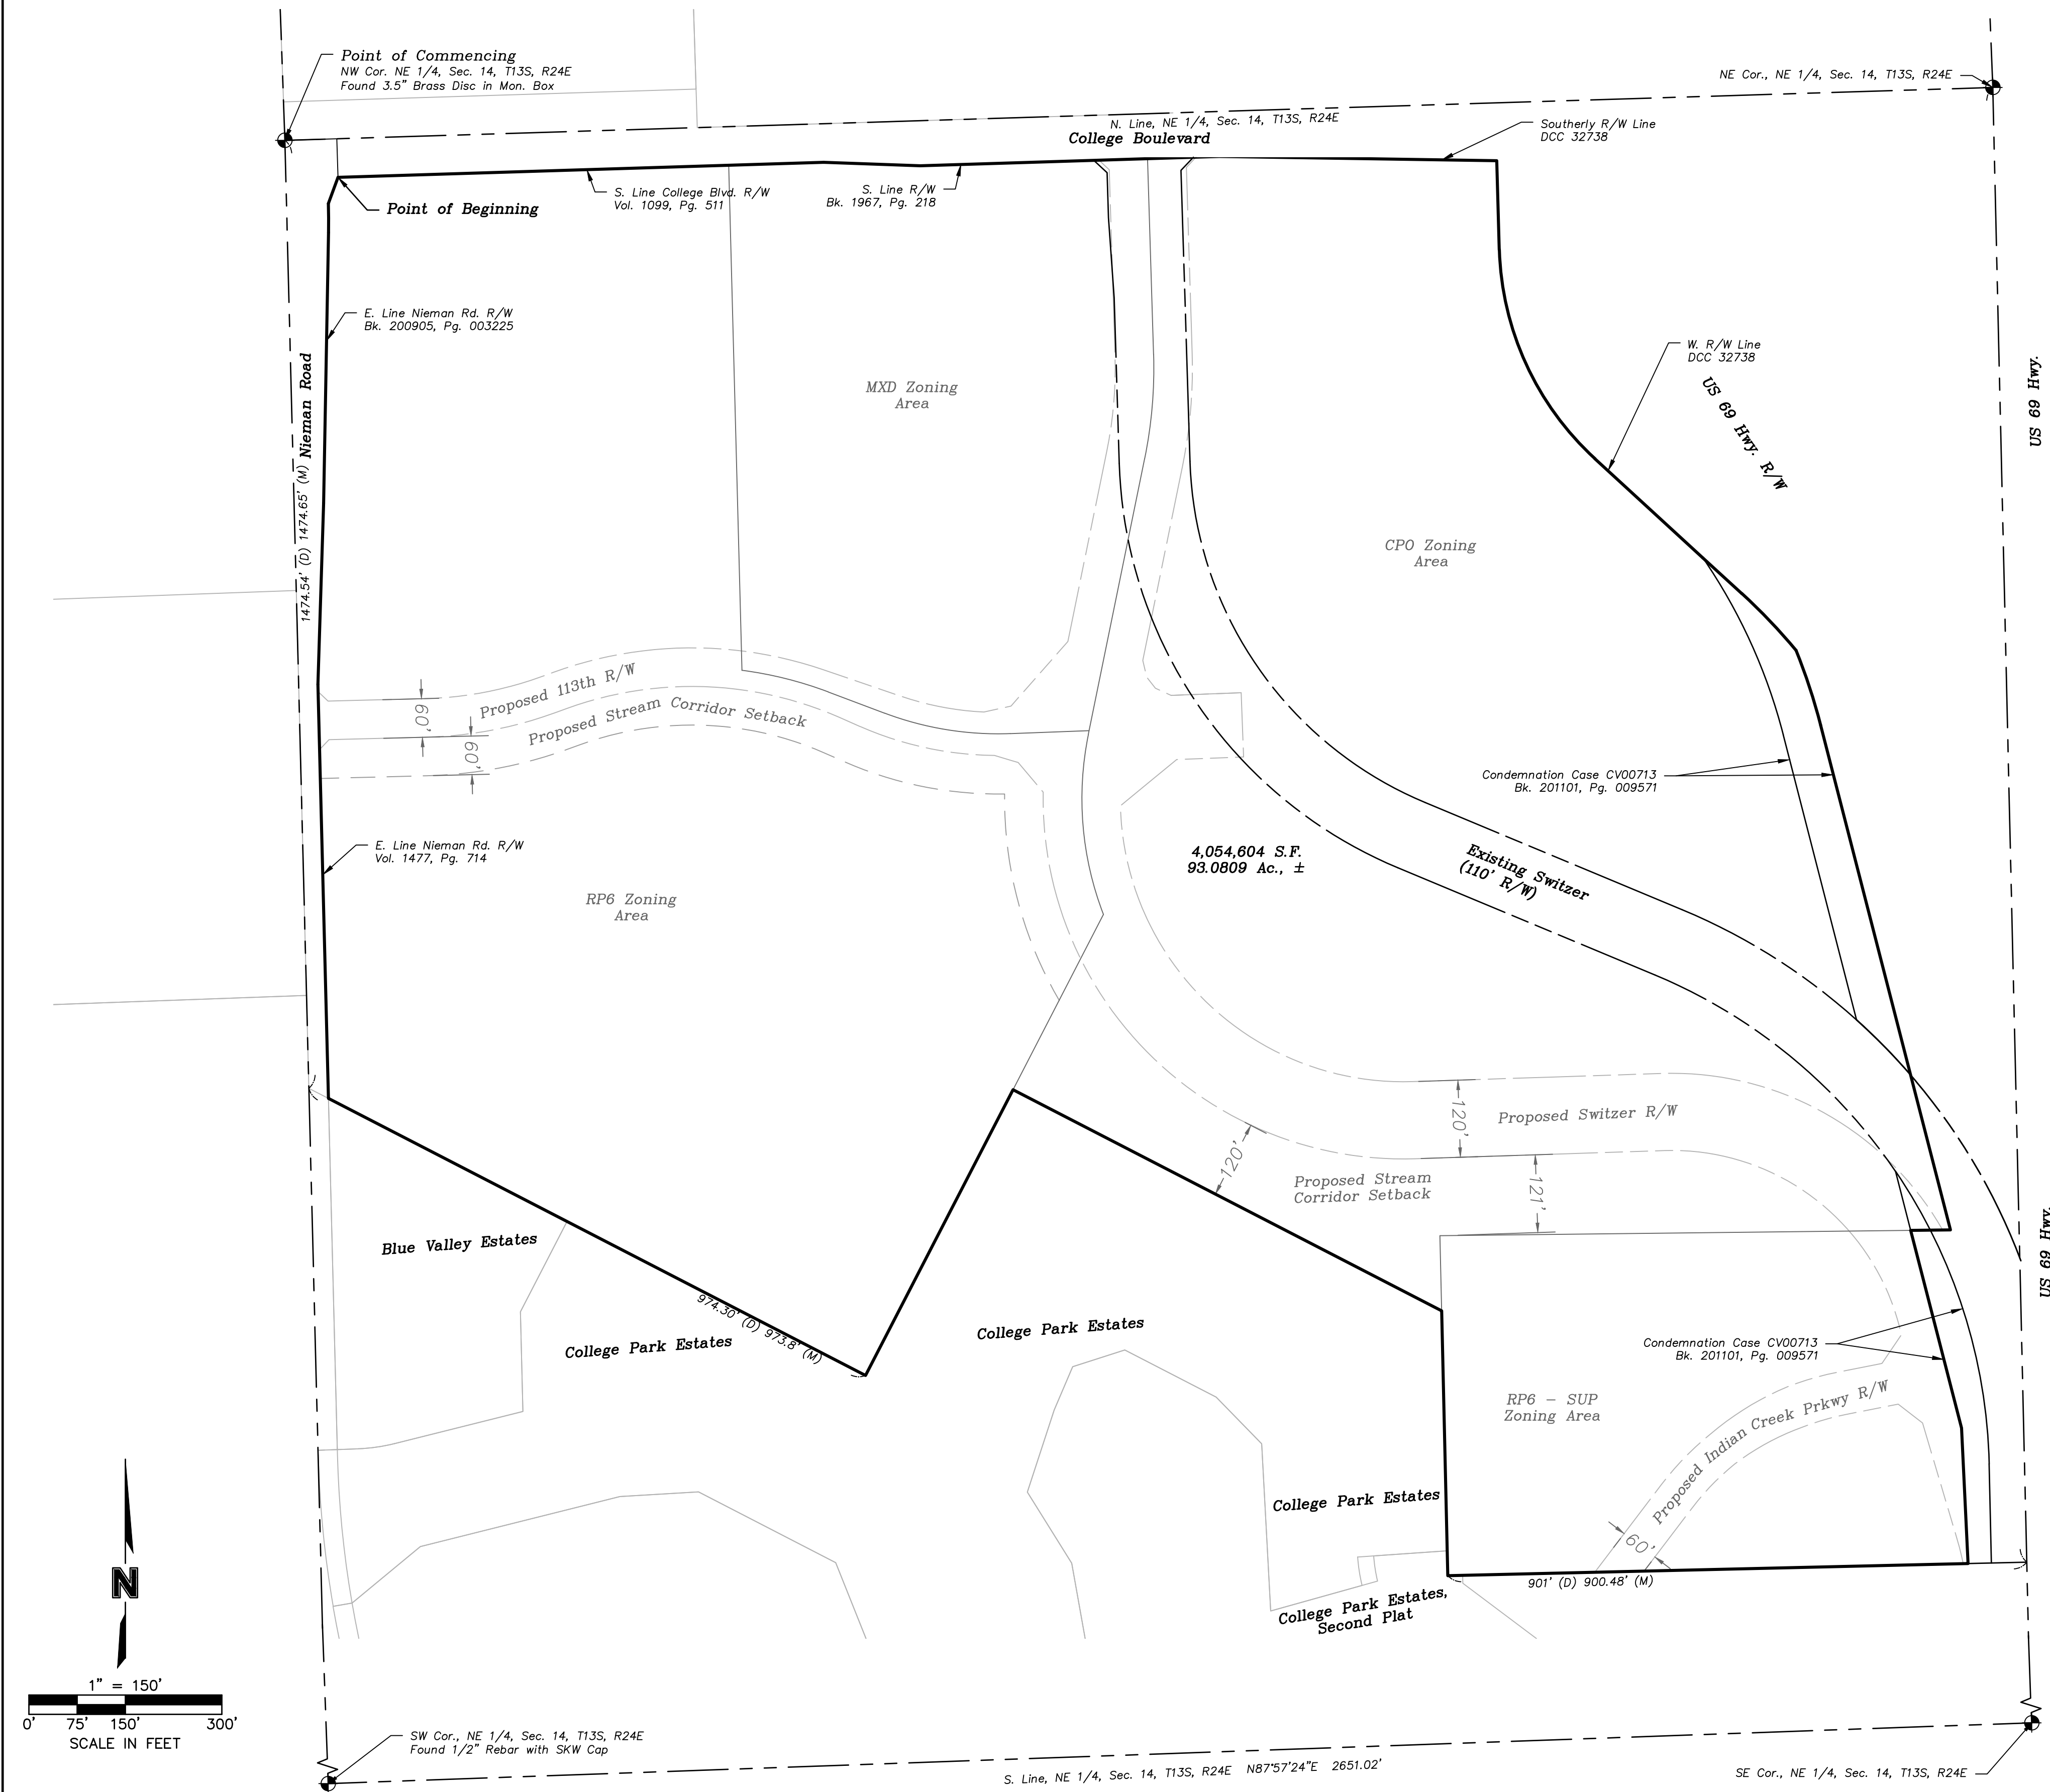 Point of Commencing
NW Cor. NE 1/4, Sec. 14, T13S, R24E
Found 3.5" Brass Disc in Mon. Box
NE Cor., NE 1/4, Sec. 14, T13S, R24E
N. Line, NE 1/4, Sec. 14, T13S, R24E
College Boulevard
Southerly R/W Line
DCC 32738
S. Line College Blvd. R/W
Vol. 1099, Pg. 511
S. Line R/W
Bk. 1967, Pg. 218
Point of Beginning
E. Line Nieman Rd. R/W
Bk. 200905, Pg. 003225
Nieman Road
1474.54' (D) 1474.65' (M)
MXD Zoning
Area
W. R/W Line
DCC 32738
US 69 Hwy. R/W
US 69 Hwy.
CPO Zoning
Area
Proposed 113th R/W
60'
Proposed Stream Corridor Setback
60'
Condemnation Case CV00713
Bk. 201101, Pg. 009571
E. Line Nieman Rd. R/W
Vol. 1477, Pg. 714
4,054,604 S.F.
93.0809 Ac., ±
Existing Switzer
(110' R/W)
RP6 Zoning
Area
120'
Proposed Switzer R/W
120'
Proposed Stream
Corridor Setback
121'
Blue Valley Estates
974.30' (D) 973.8' (M)
College Park Estates
College Park Estates
US 69 Hwy.
Condemnation Case CV00713
Bk. 201101, Pg. 009571
RP6 - SUP
Zoning Area
Proposed Indian Creek Prkwy R/W
60'
College Park Estates
901' (D) 900.48' (M)
College Park Estates,
Second Plat
N
1" = 150'
0' 75' 150' 300'
SCALE IN FEET
SW Cor., NE 1/4, Sec. 14, T13S, R24E
Found 1/2" Rebar with SKW Cap
S. Line, NE 1/4, Sec. 14, T13S, R24E N87°57'24"E 2651.02'
SE Cor., NE 1/4, Sec. 14, T13S, R24E